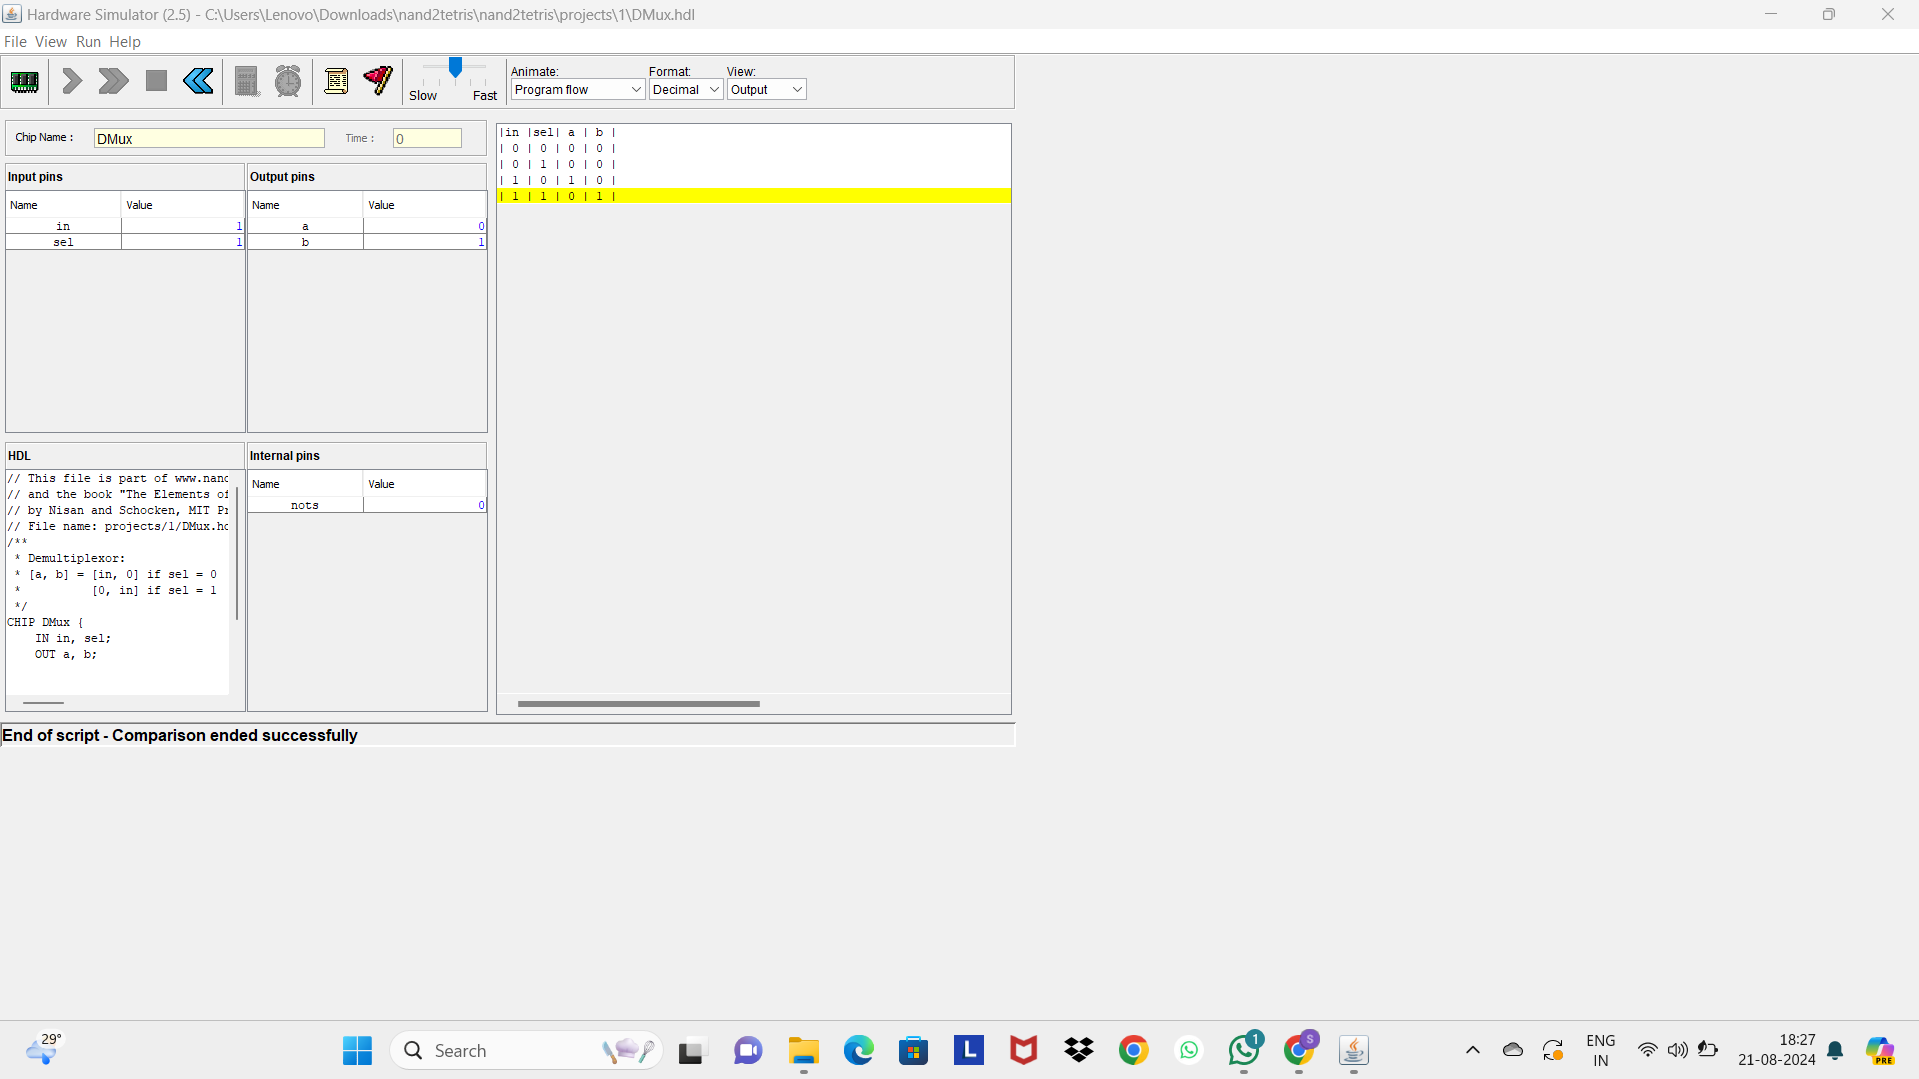 Hardware Simulator (2.5) - C:\Users\Lenovo\Downloads\nand2tetris\nand2tetris\projects\1\DMux.hdl
File View Run Help
Slow Fast
Animate: Format: View:
Program flow Decimal Output
Chip Name : DMux Time : 0
Input pins
Name Value
in 1
sel 1
Output pins
Name Value
a 0
b 1
|in |sel| a | b |
| 0 | 0 | 0 | 0 |
| 0 | 1 | 0 | 0 |
| 1 | 0 | 1 | 0 |
| 1 | 1 | 0 | 1 |
HDL
// This file is part of www.nand
// and the book "The Elements of
// by Nisan and Schocken, MIT Pr
// File name: projects/1/DMux.hd
/**
* Demultiplexor:
* [a, b] = [in, 0] if sel = 0
* [0, in] if sel = 1
*/
CHIP DMux {
IN in, sel;
OUT a, b;
Internal pins
Name Value
nots 0
End of script - Comparison ended successfully
29°
Search
L
1
S
ENG
IN
18:27
21-08-2024
PRE